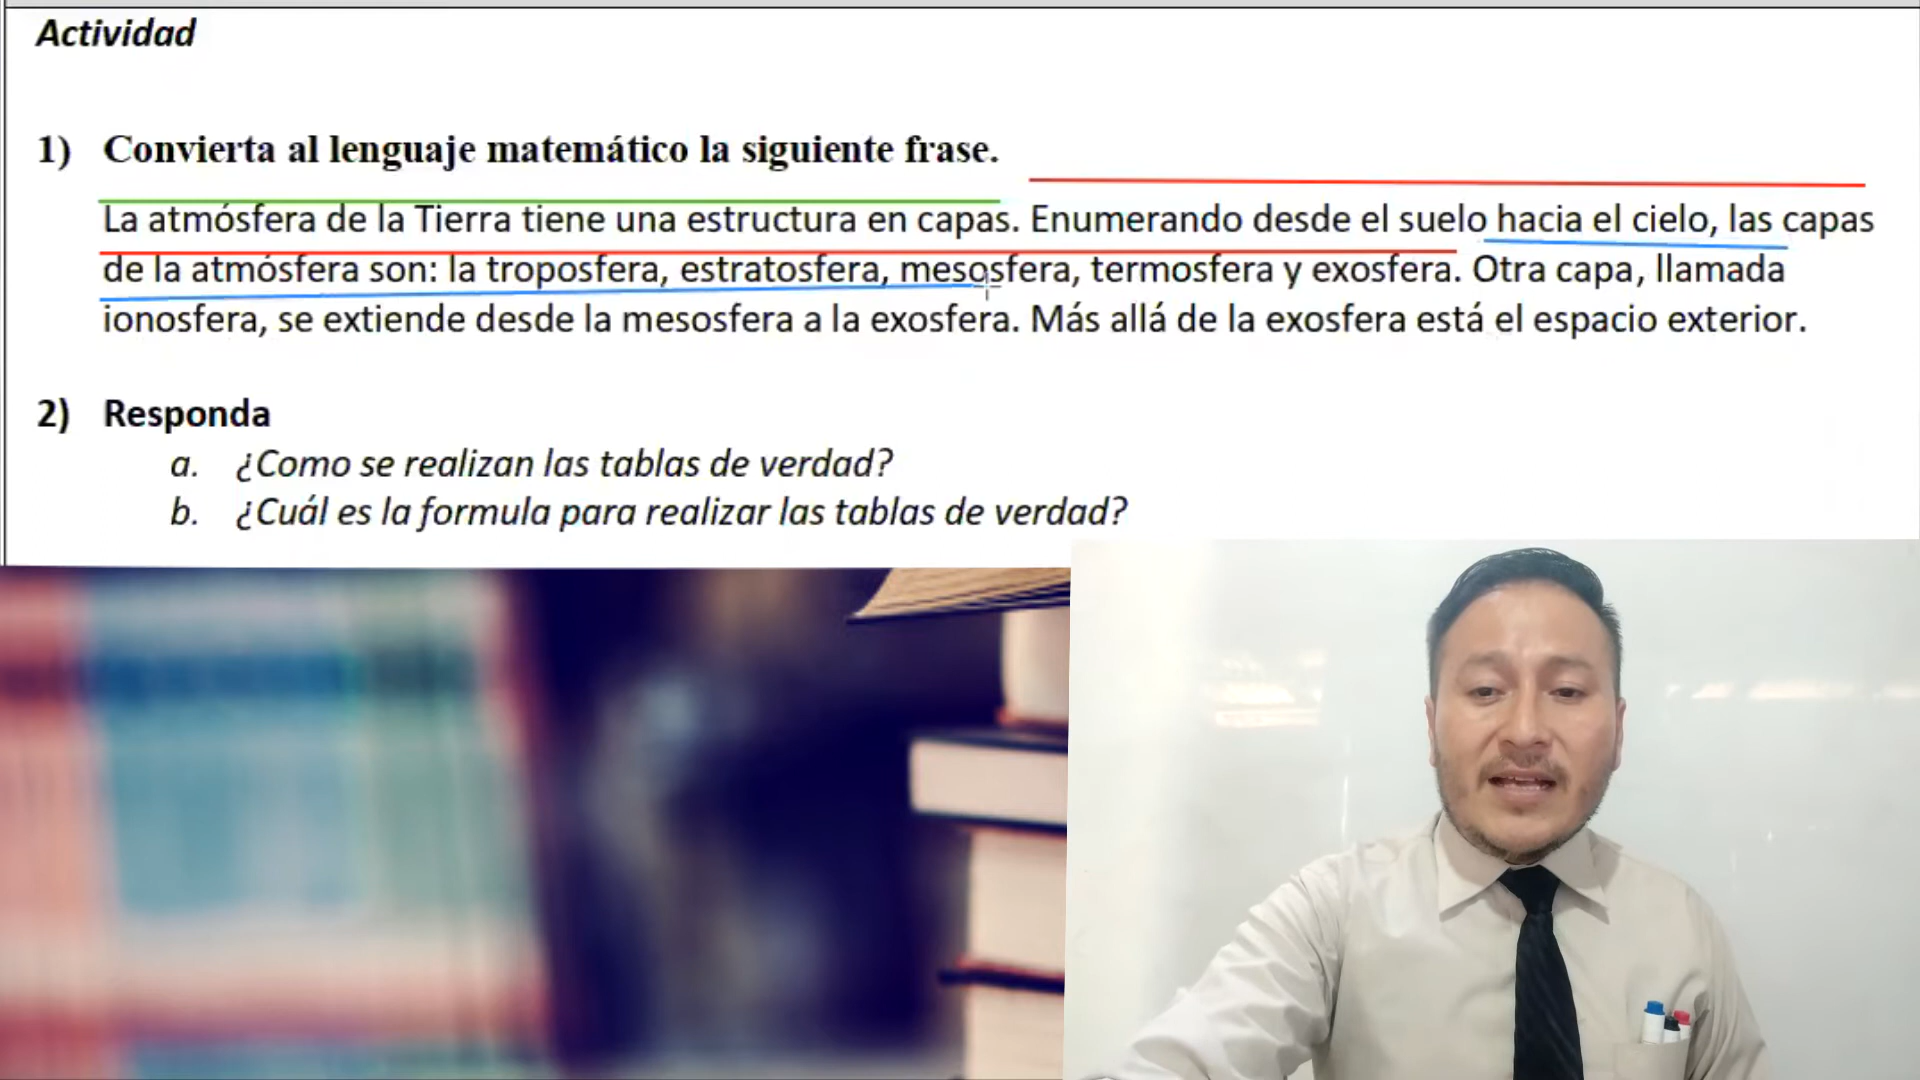 Actividad
1) Convierta al lenguaje matemático la siguiente frase.
La atmósfera de la Tierra tiene una estructura en capas. Enumerando desde el suelo hacia el cielo, las capas
de la atmósfera son: la troposfera, estratosfera, mesosfera, termosfera y exosfera. Otra capa, llamada
ionosfera, se extiende desde la mesosfera a la exosfera. Más allá de la exosfera está el espacio exterior.
2) Responda
a. ¿Como se realizan las tablas de verdad?
b. ¿Cuál es la formula para realizar las tablas de verdad?